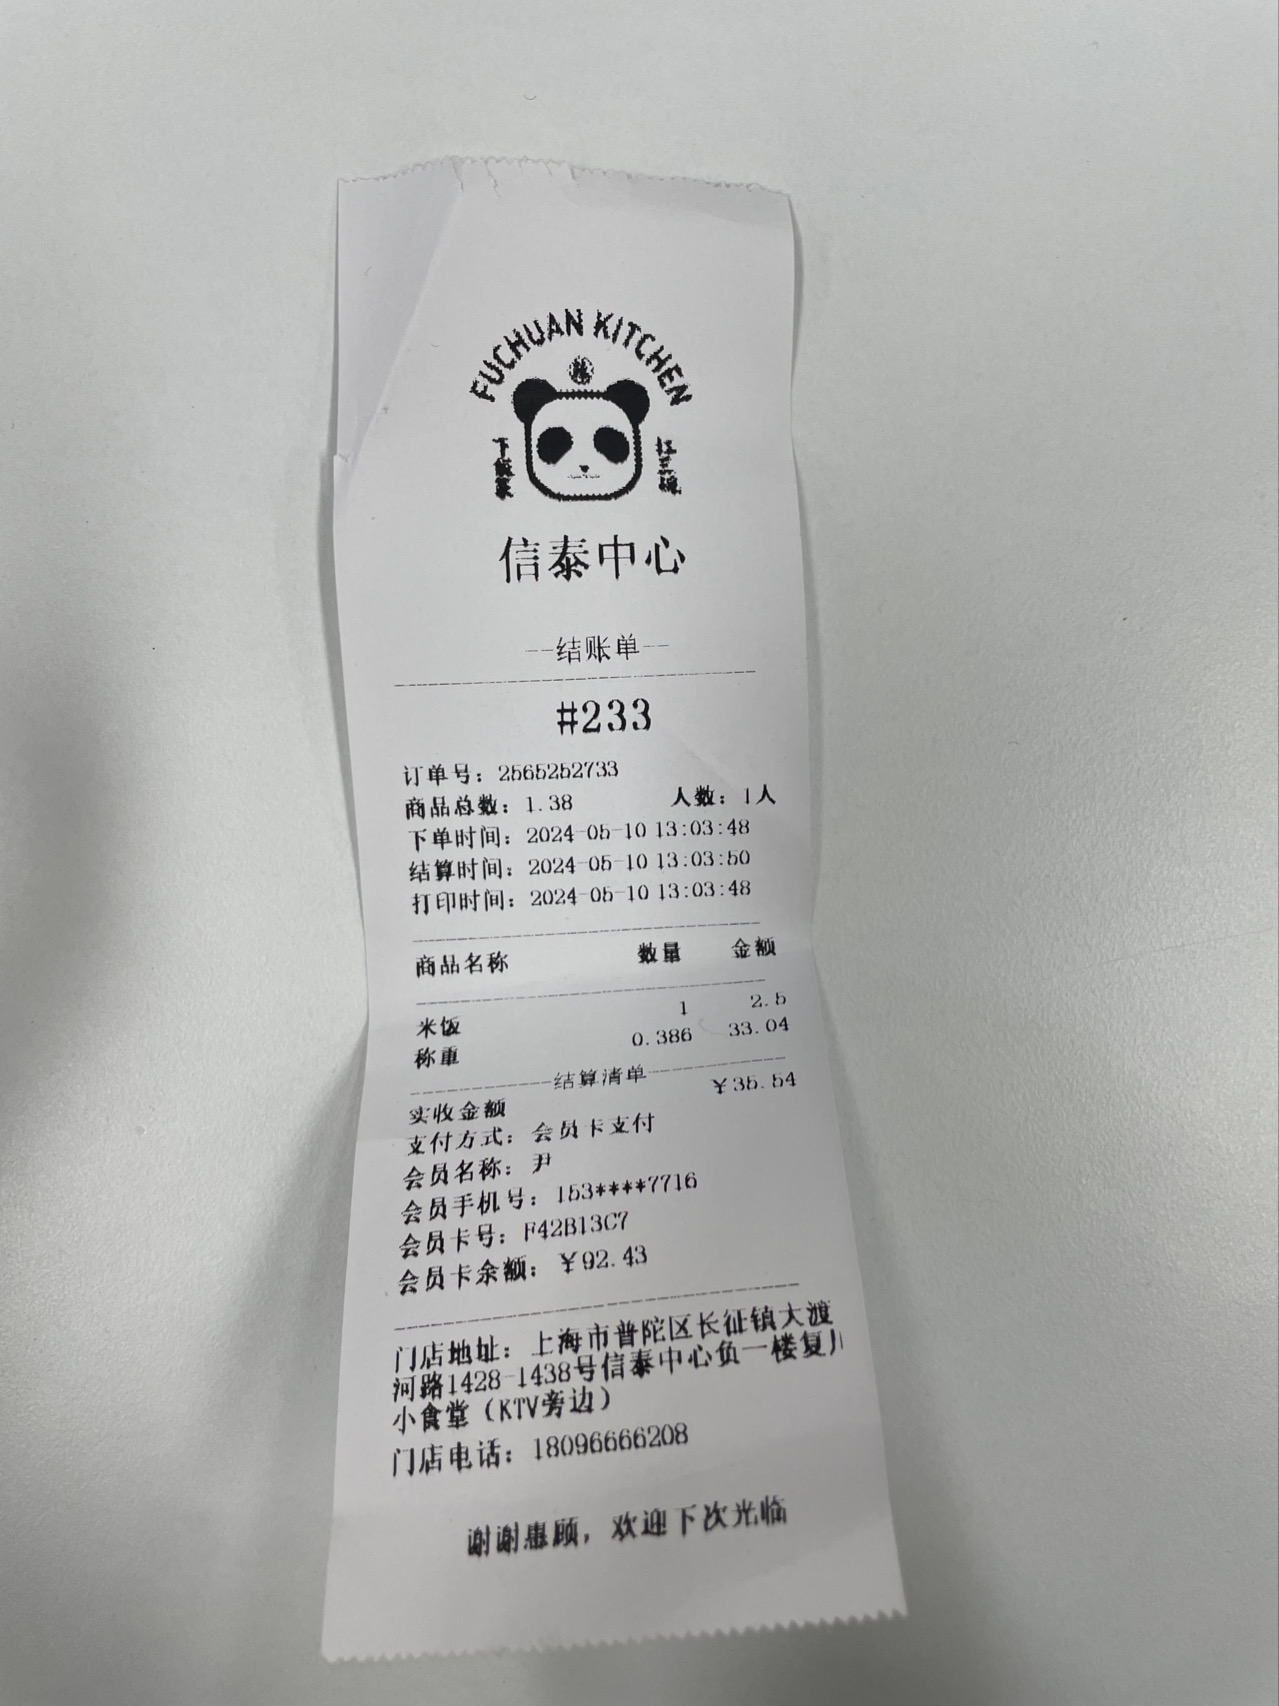 FUCHUAN KITCHEN
下饭菜
扛三碗
信泰中心
--结账单--
#233
订单号：2565252733
商品总数：1.38 人数：1人
下单时间：2024-05-10 13:03:48
结算时间：2024-05-10 13:03:50
打印时间：2024-05-10 13:03:48
商品名称 数量 金额
米饭 1 2.5
称重 0.386 33.04
结算清单
实收金额 ￥35.54
支付方式：会员卡支付
会员名称：尹
会员手机号：153****7716
会员卡号：F42B13C7
会员卡余额：￥92.43
门店地址：上海市普陀区长征镇大渡
河路1428-1438号信泰中心负一楼复川
小食堂（KTV旁边）
门店电话：18096666208
谢谢惠顾，欢迎下次光临